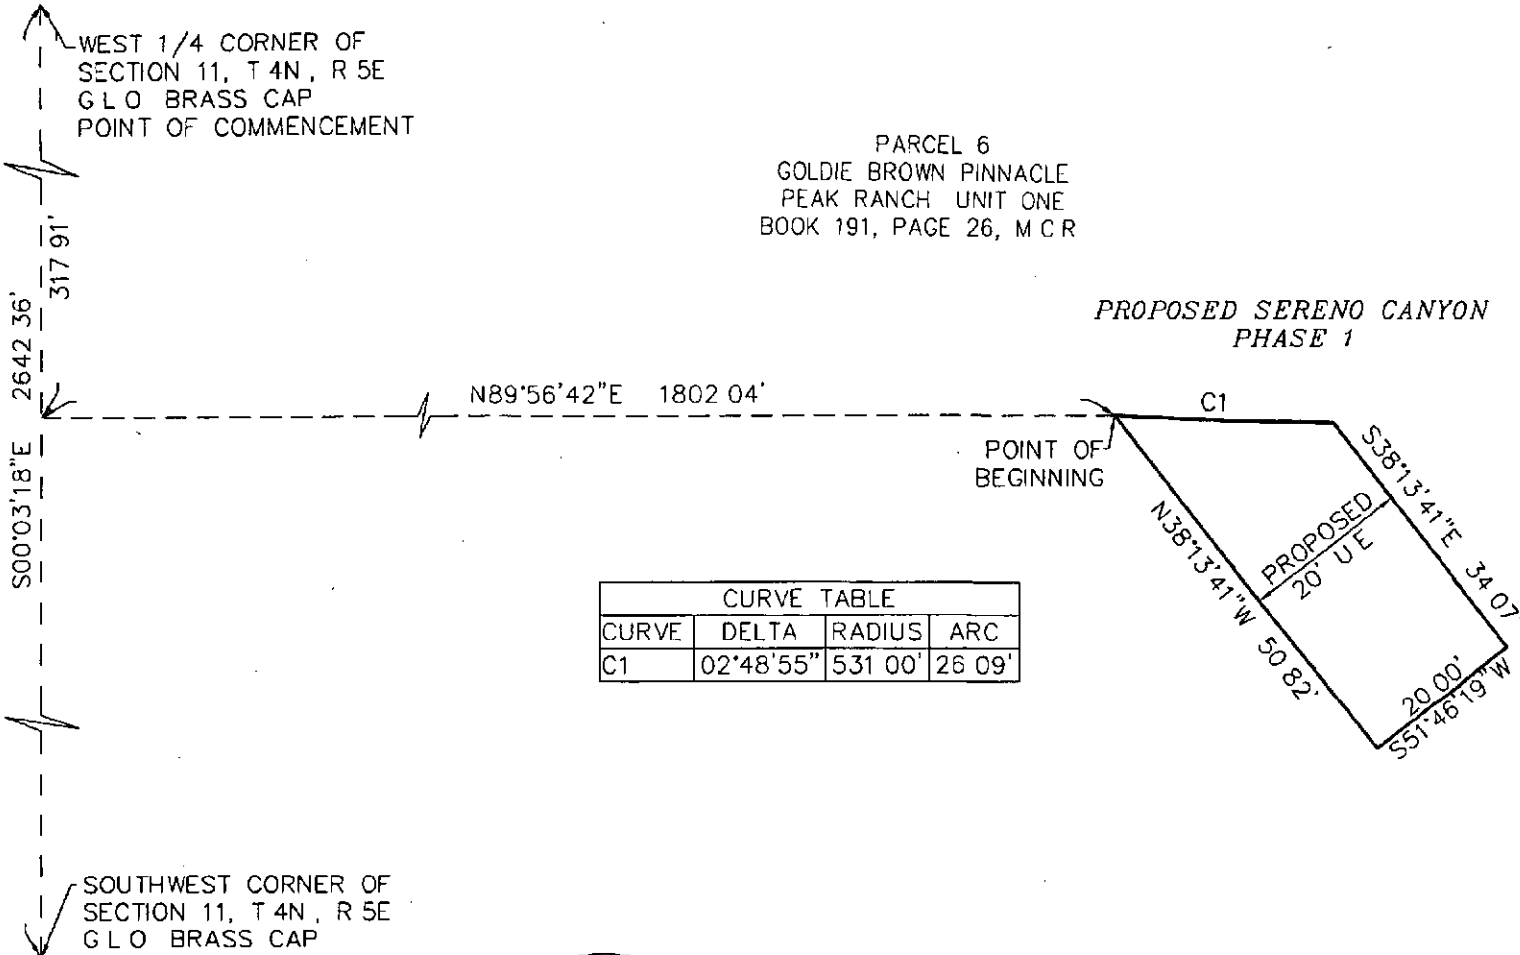 WEST 1/4 CORNER OF
SECTION 11, T 4N, R 5E
G L O BRASS CAP
POINT OF COMMENCEMENT
PARCEL 6
GOLDIE BROWN PINNACLE
PEAK RANCH UNIT ONE
BOOK 191, PAGE 26, M C R
317 91'
2642 36'
S00°03'18"E
PROPOSED SERENO CANYON
PHASE 1
N89°56'42"E 1802 04'
C1
POINT OF
BEGINNING
S38°13'41"E 34 07'
PROPOSED
20' U E
N38°13'41"W 50 82'
20 00'
S51°46'19"W
CURVE TABLE
CURVE DELTA RADIUS ARC
C1 02°48'55" 531 00' 26 09'
SOUTHWEST CORNER OF
SECTION 11, T 4N, R 5E
G L O BRASS CAP